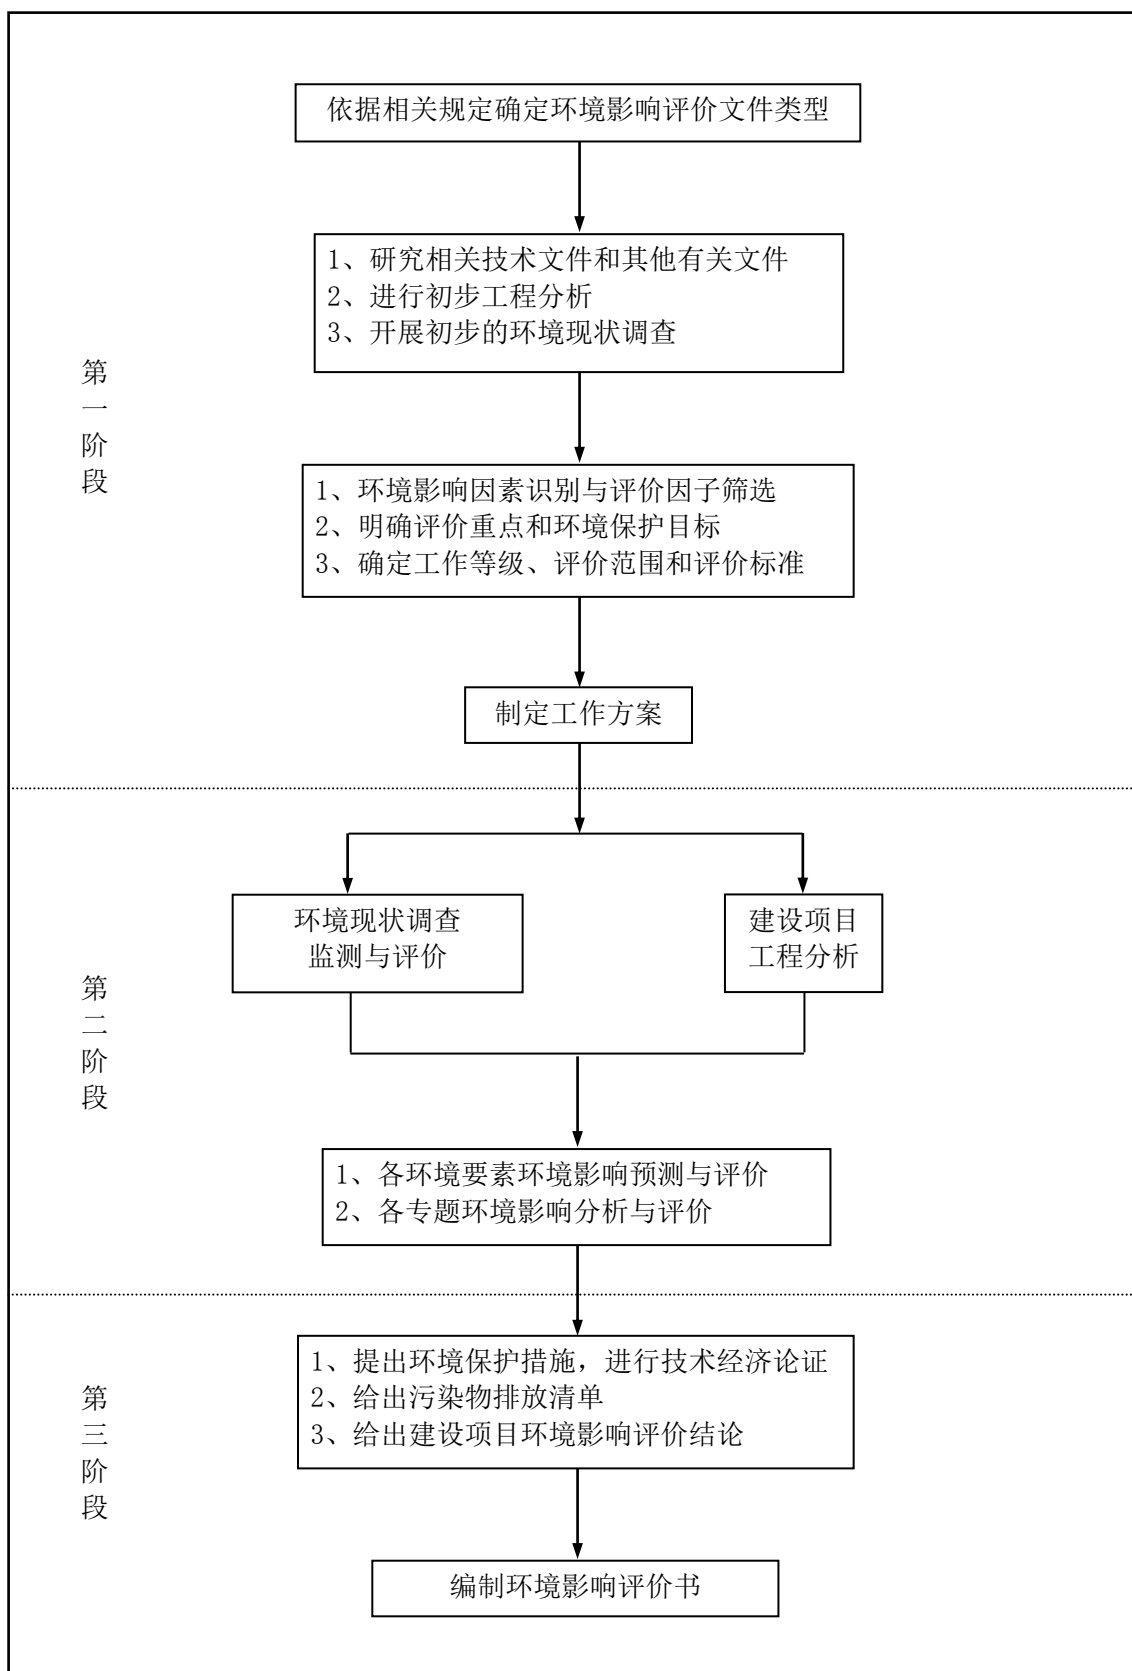 依据相关规定确定环境影响评价文件类型
1、研究相关技术文件和其他有关文件
2、进行初步工程分析
3、开展初步的环境现状调查
第
一
阶
段
1、环境影响因素识别与评价因子筛选
2、明确评价重点和环境保护目标
3、确定工作等级、评价范围和评价标准
制定工作方案
环境现状调查
监测与评价
建设项目
工程分析
第
二
阶
段
1、各环境要素环境影响预测与评价
2、各专题环境影响分析与评价
1、提出环境保护措施，进行技术经济论证
2、给出污染物排放清单
3、给出建设项目环境影响评价结论
第
三
阶
段
编制环境影响评价书